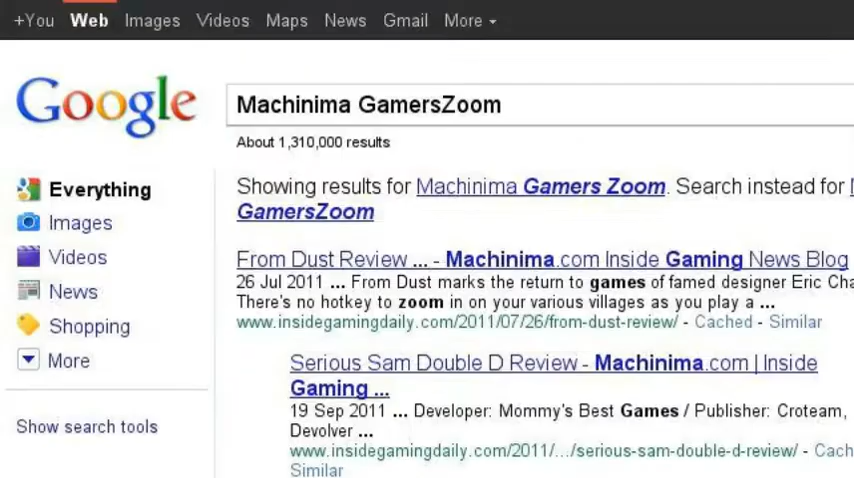 +You Web Images Videos Maps News Gmail More
Google
Machinima GamersZoom
About 1,310,000 results
Everything
Images
Videos
News
Shopping
More
Show search tools
Showing results for Machinima Gamers Zoom. Search instead for
GamersZoom
From Dust Review ... - Machinima.com Inside Gaming News Blog
26 Jul 2011 ... From Dust marks the return to games of famed designer Eric
There's no hotkey to zoom in on your various villages as you play a ...
www.insidegamingdaily.com/2011/07/26/from-dust-review/ - Cached - Similar
Serious Sam Double D Review - Machinima.com | Inside
Gaming ...
19 Sep 2011 ... Developer: Mommy's Best Games / Publisher: Croteam,
Devolver ...
www.insidegamingdaily.com/2011/.../serious-sam-double-d-review/ - Cach
Similar